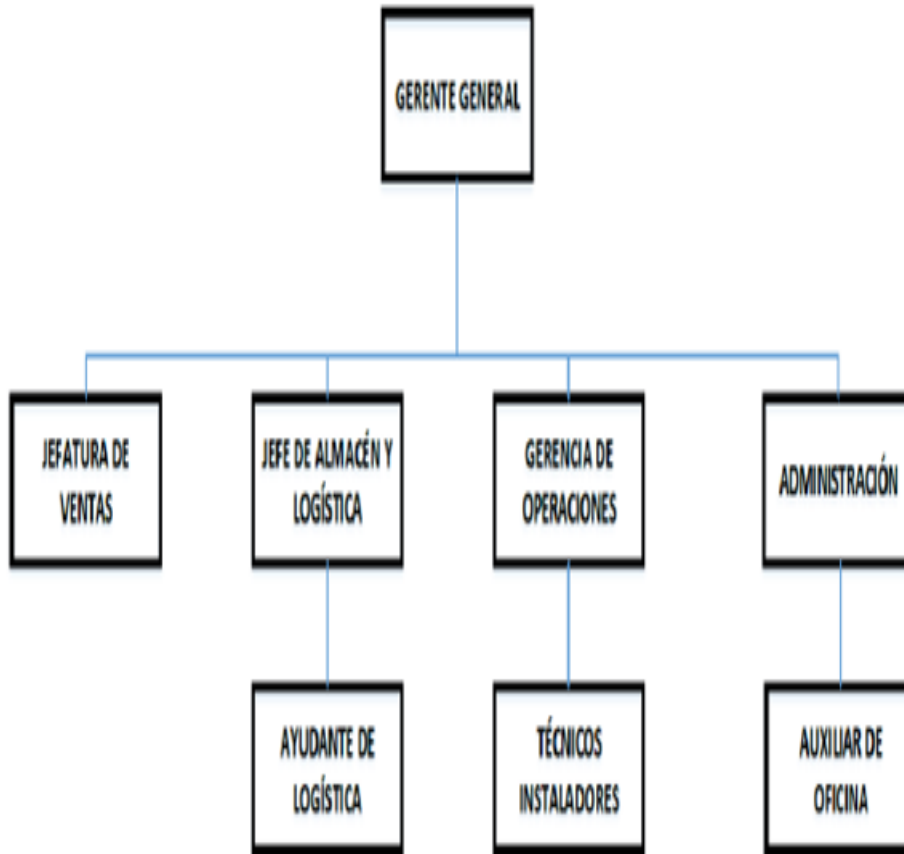 GERENTE GENERAL
JEFATURA DE
VENTAS
JEFE DE ALMACÉN Y
LOGÍSTICA
GERENCIA DE
OPERACIONES
ADMINISTRACIÓN
AYUDANTE DE
LOGÍSTICA
TÉCNICOS
INSTALADORES
AUXILIAR DE
OFICINA